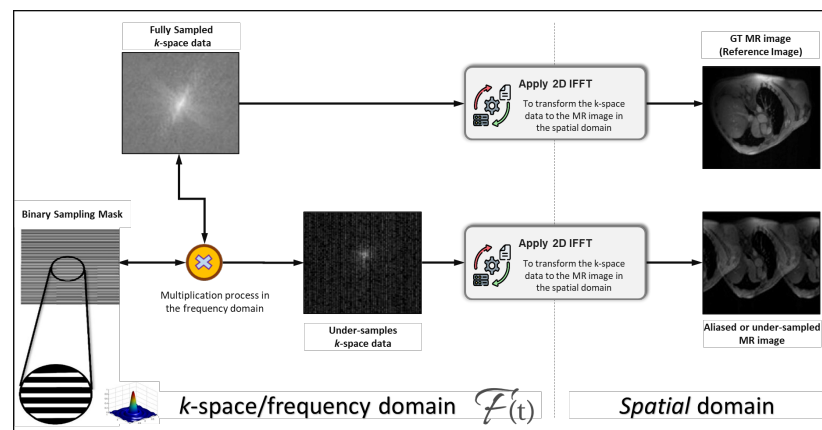 Fully Sampled
k-space data
Apply 2D IFFT
To transform the k-space
data to the MR image in
the spatial domain
GT MR image
(Reference Image)
Binary Sampling Mask
Multiplication process in
the frequency domain
Under-samples
k-space data
Apply 2D IFFT
To transform the k-space
data to the MR image in
the spatial domain
Aliased or under-sampled
MR image
k-space/frequency domain ℱ(t)
Spatial domain